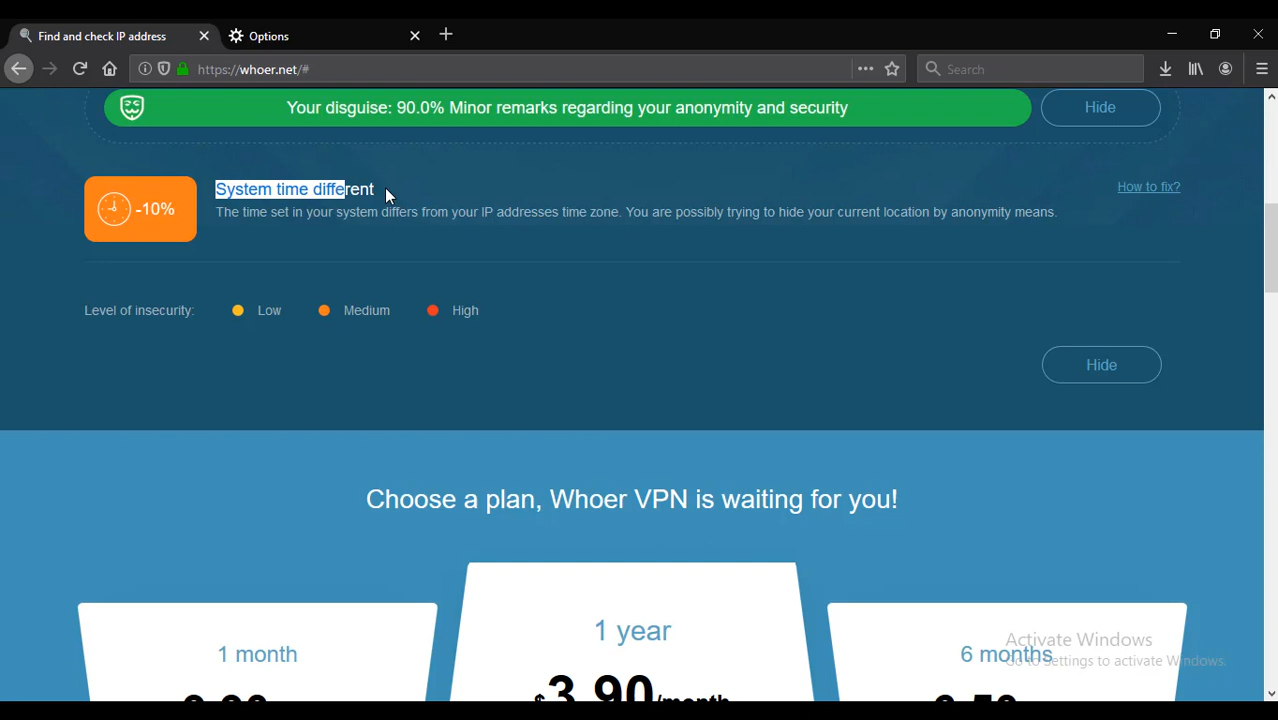 Find and check IP address
Options
https://whoer.net/#
Search
Your disguise: 90.0% Minor remarks regarding your anonymity and security
Hide
-10%
System time different
How to fix?
The time set in your system differs from your IP addresses time zone. You are possibly trying to hide your current location by anonymity means.
Level of insecurity:
Low
Medium
High
Hide
Choose a plan, Whoer VPN is waiting for you!
1 month
1 year
6 months
$3.90/month
Activate Windows
Go to Settings to activate Windows.